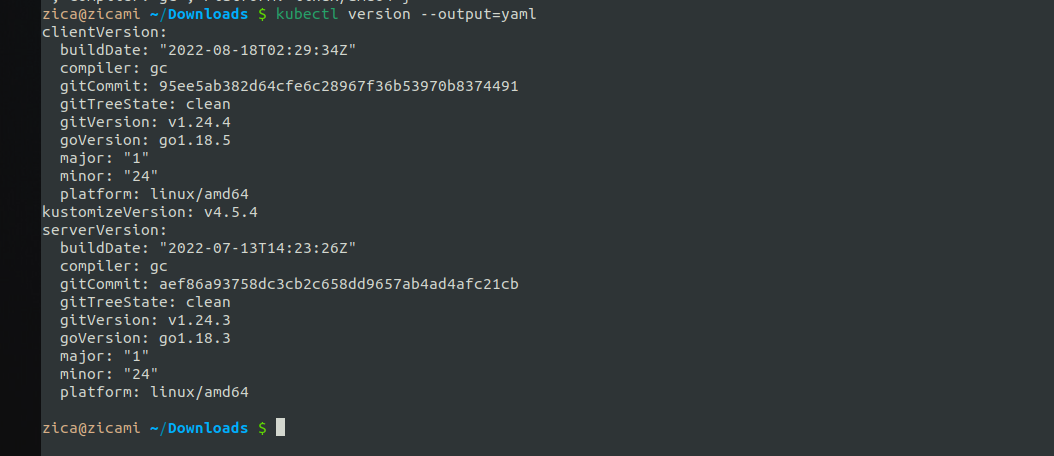 zica@zicami ~/Downloads $ kubectl version --output=yaml
clientVersion:
  buildDate: "2022-08-18T02:29:34Z"
  compiler: gc
  gitCommit: 95ee5ab382d64cfe6c28967f36b53970b8374491
  gitTreeState: clean
  gitVersion: v1.24.4
  goVersion: go1.18.5
  major: "1"
  minor: "24"
  platform: linux/amd64
kustomizeVersion: v4.5.4
serverVersion:
  buildDate: "2022-07-13T14:23:26Z"
  compiler: gc
  gitCommit: aef86a93758dc3cb2c658dd9657ab4ad4afc21cb
  gitTreeState: clean
  gitVersion: v1.24.3
  goVersion: go1.18.3
  major: "1"
  minor: "24"
  platform: linux/amd64
zica@zicami ~/Downloads $